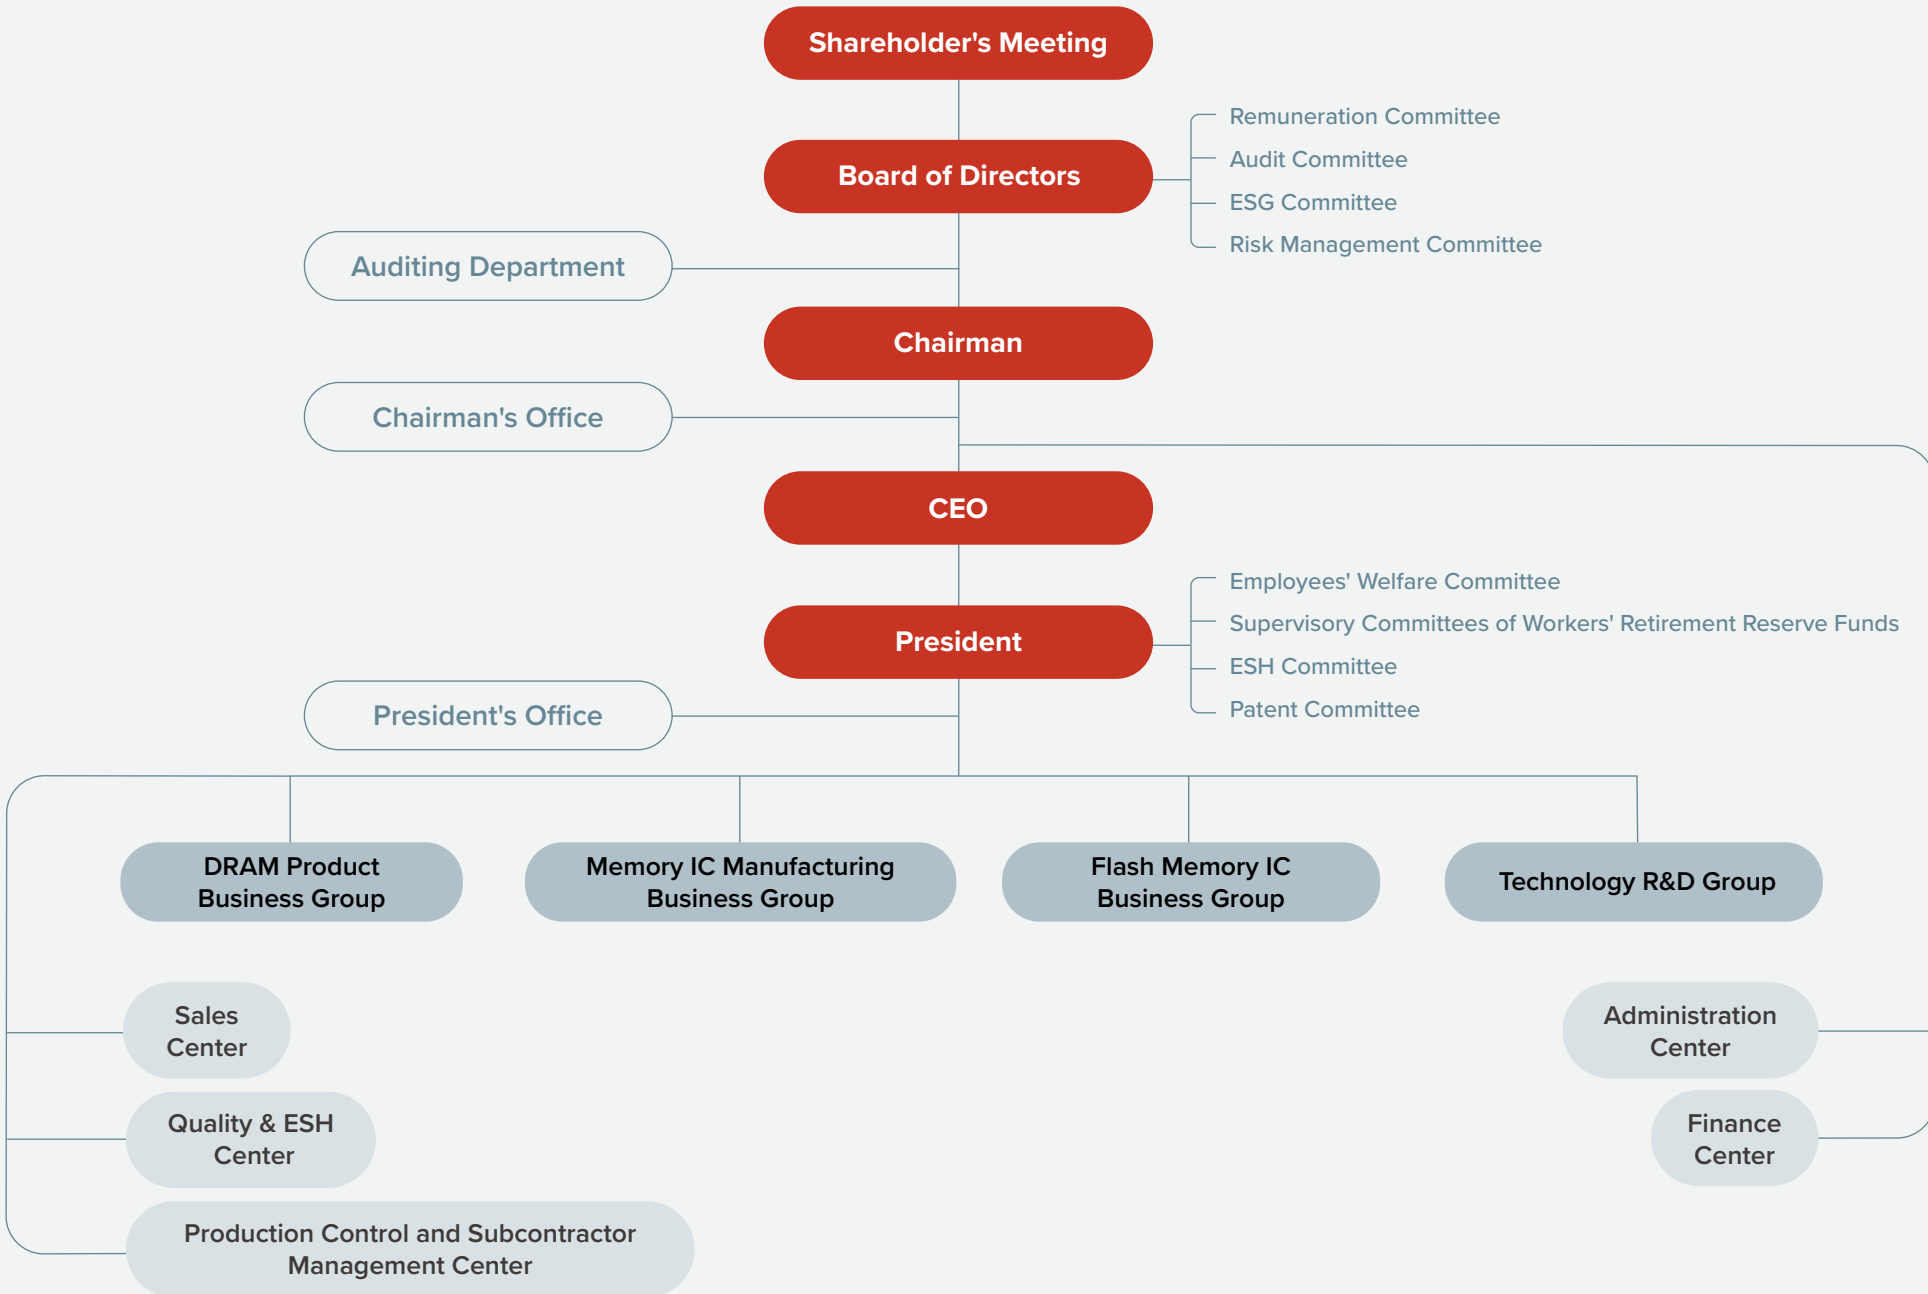 Shareholder's Meeting
Remuneration Committee
Board of Directors
Audit Committee
ESG Committee
Risk Management Committee
Auditing Department
Chairman
Chairman's Office
CEO
Employees' Welfare Committee
Supervisory Committees of Workers' Retirement Reserve Funds
President
ESH Committee
Patent Committee
President's Office
DRAM Product
Business Group
Memory IC Manufacturing
Business Group
Flash Memory IC
Business Group
Technology R&D Group
Sales
Center
Administration
Center
Quality & ESH
Center
Finance
Center
Production Control and Subcontractor
Management Center